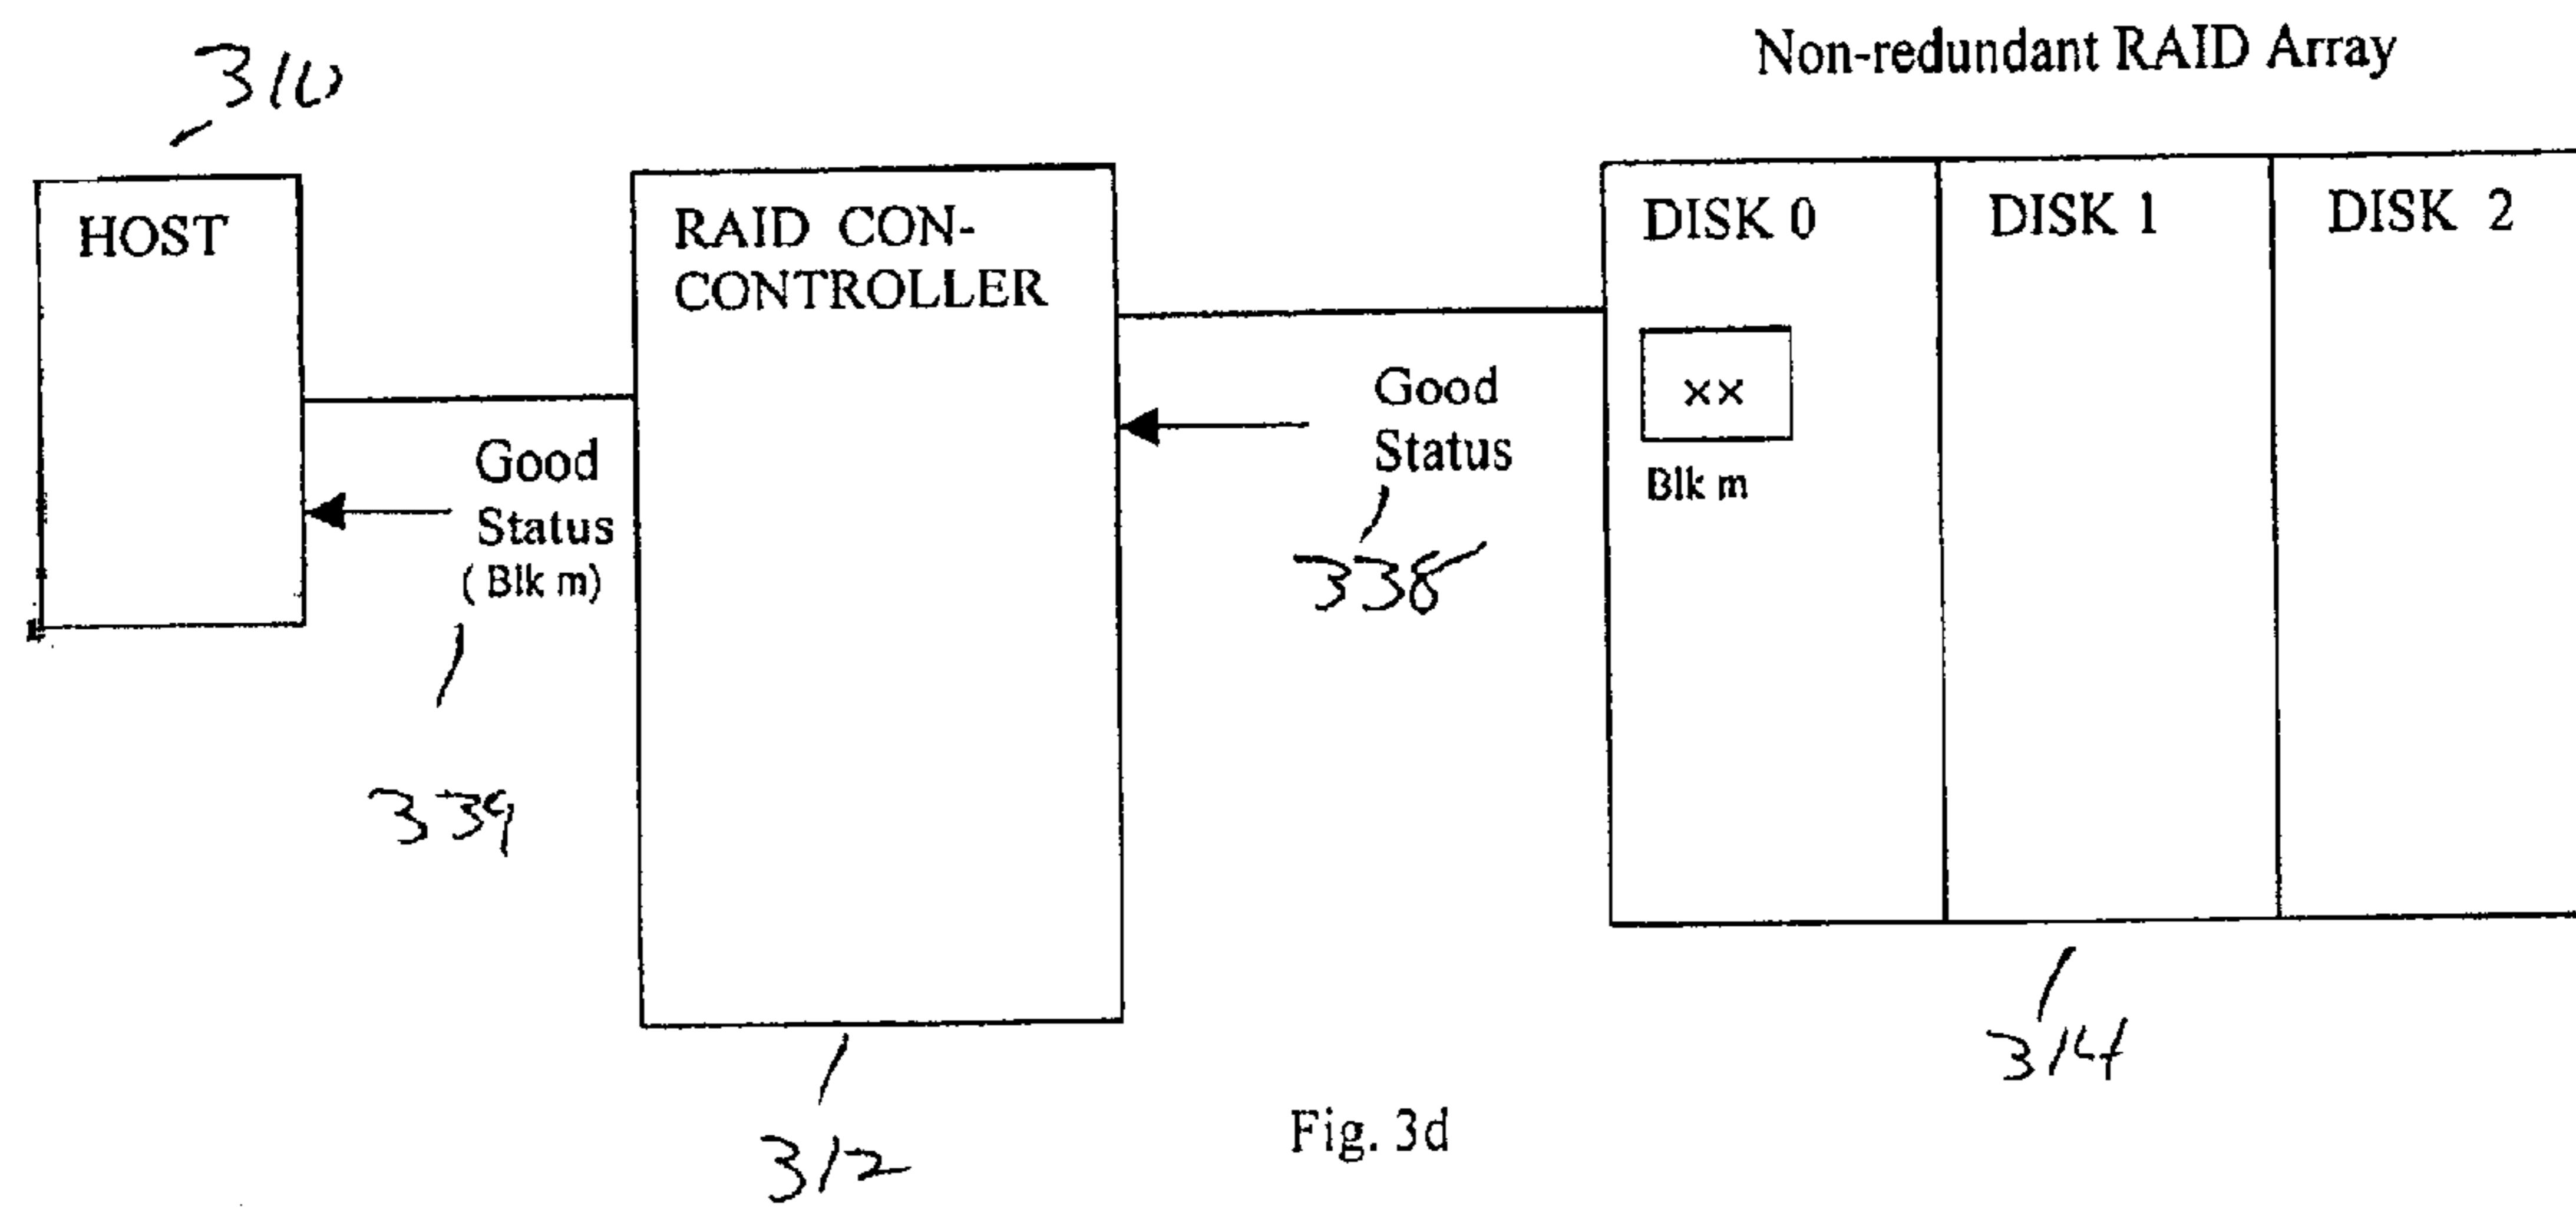 Non-redundant RAID Array
310
HOST
RAID CON-
CONTROLLER
DISK 0
DISK 1
DISK 2
××
Blk m
Good
Status
338
Good
Status
( Blk m)
339
314
312
Fig. 3d